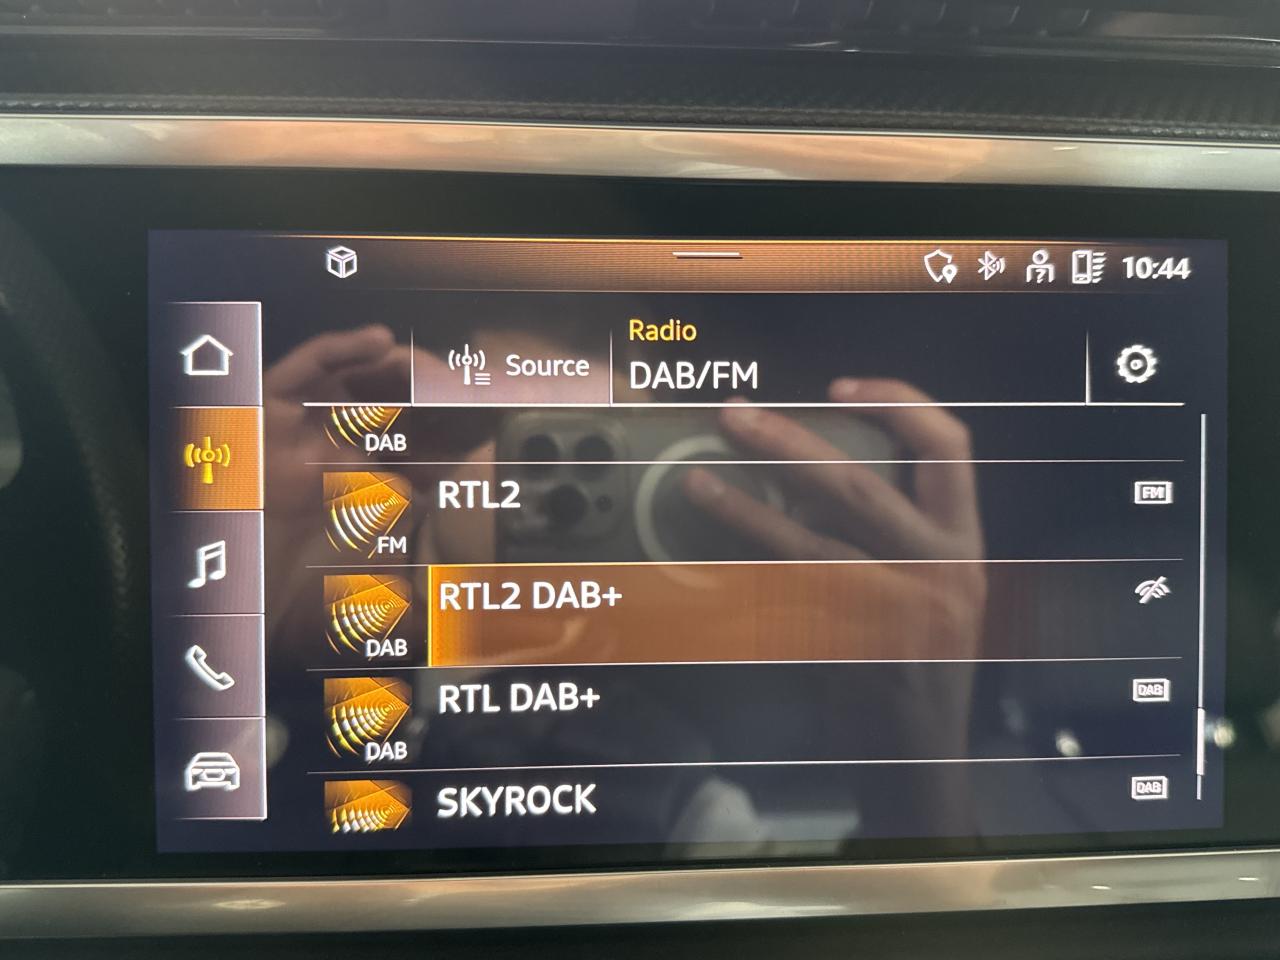 10:44
Source
Radio
DAB/FM
DAB
RTL2
FM
FM
RTL2 DAB+
DAB
RTL DAB+
DAB
DAB
SKYROCK
DAB